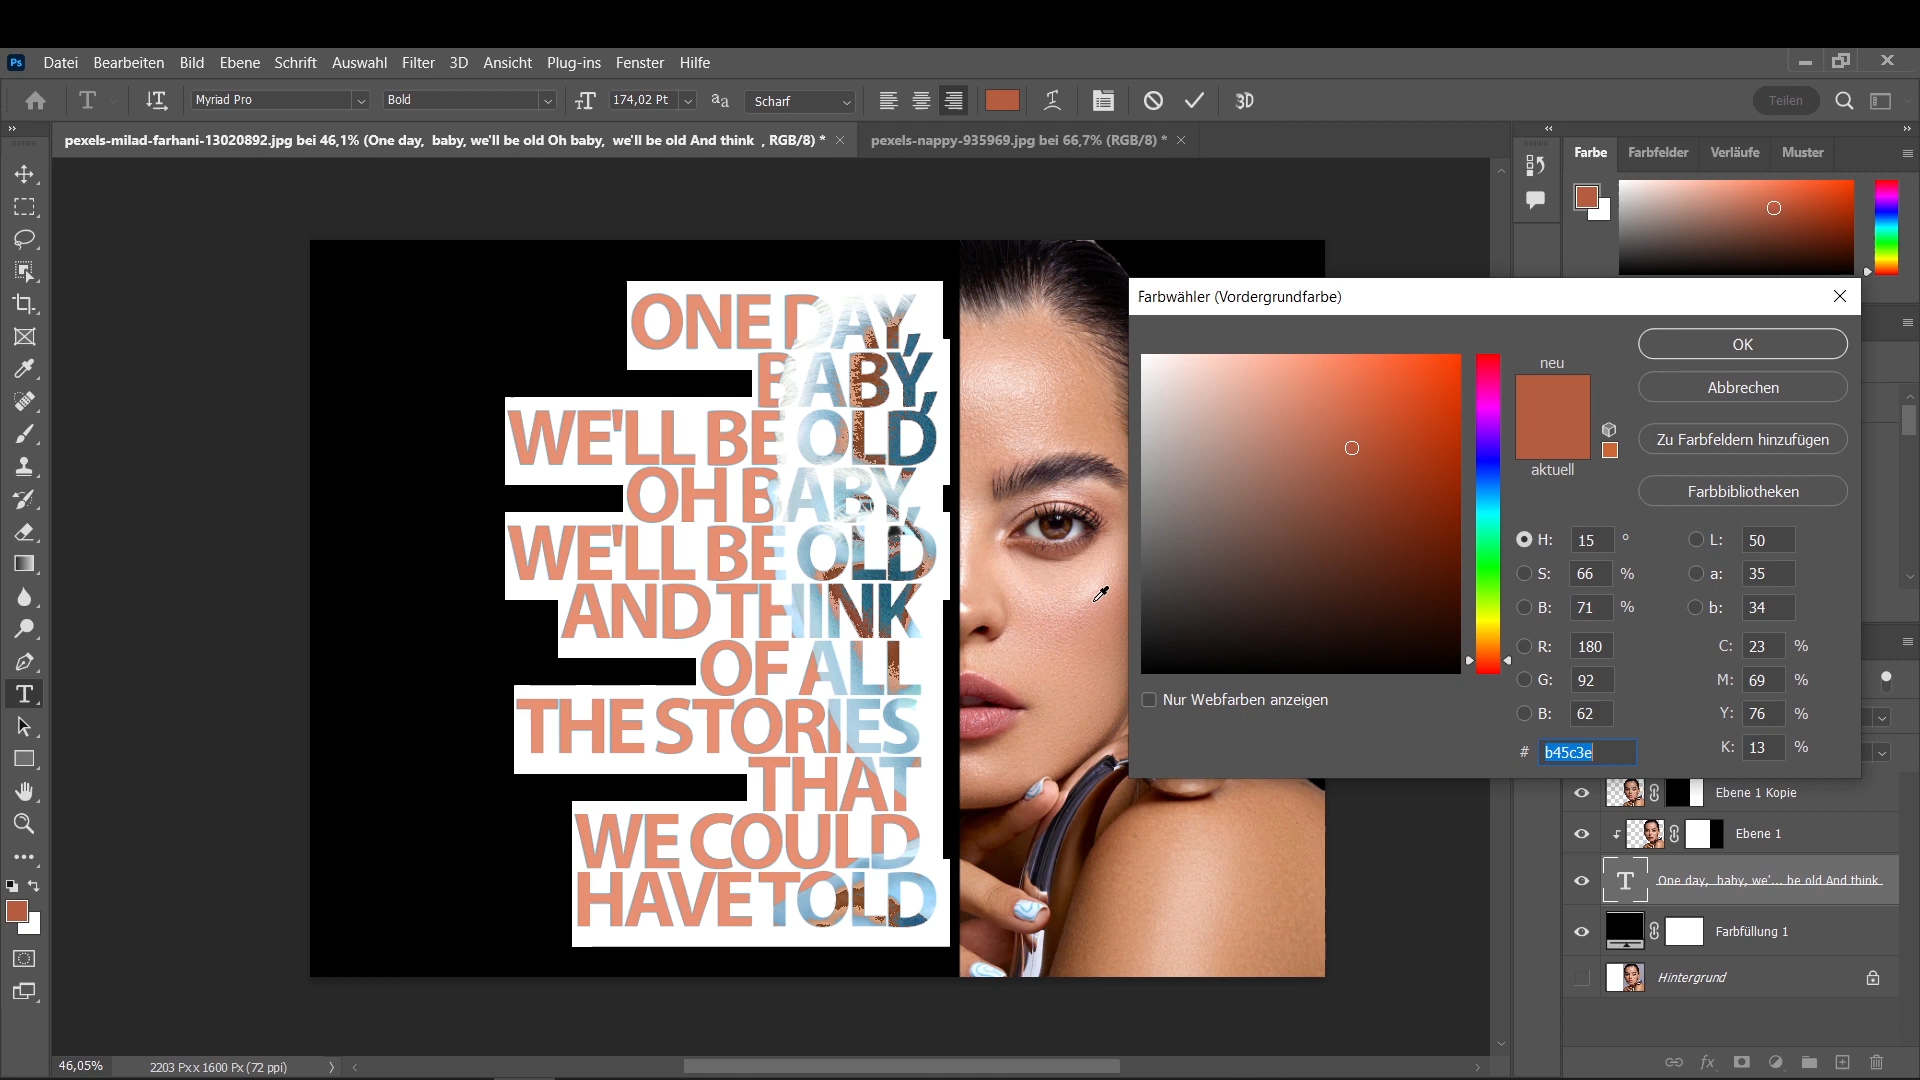 Ps Datei Bearbeiten Bild Ebene Schrift Auswahl Filter 3D Ansicht Plug-ins Fenster Hilfe
Myriad Pro Bold 174,02 Pt Scharf 3D Teilen
pexels-milad-farhani-13020892.jpg bei 46,1% (One day, baby, we'll be old Oh baby, we'll be old And think , RGB/8) *
pexels-nappy-935969.jpg bei 66,7% (RGB/8) *
Farbe Farbfelder Verläufe Muster
ONE DAY,
BABY,
WE'LL BE OLD
OH BABY,
WE'LL BE OLD
AND THINK
OF ALL
THE STORIES
THAT
WE COULD
HAVE TOLD
Farbwähler (Vordergrundfarbe)
neu
aktuell
OK
Abbrechen
Zu Farbfeldern hinzufügen
Farbbibliotheken
H: 15 ° L: 50
S: 66 % a: 35
B: 71 % b: 34
R: 180 C: 23 %
G: 92 M: 69 %
B: 62 Y: 76 %
# b45c3e K: 13 %
Nur Webfarben anzeigen
Ebene 1 Kopie
Ebene 1
One day, baby, we'... be old And think
Farbfüllung 1
Hintergrund
fx
46,05% 2203 Px x 1600 Px (72 ppi)